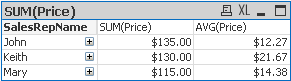 SUM(Price) XL
SalesRepName SUM(Price) AVG(Price)
John $135.00 $12.27
Keith $130.00 $21.67
Mary $115.00 $14.38